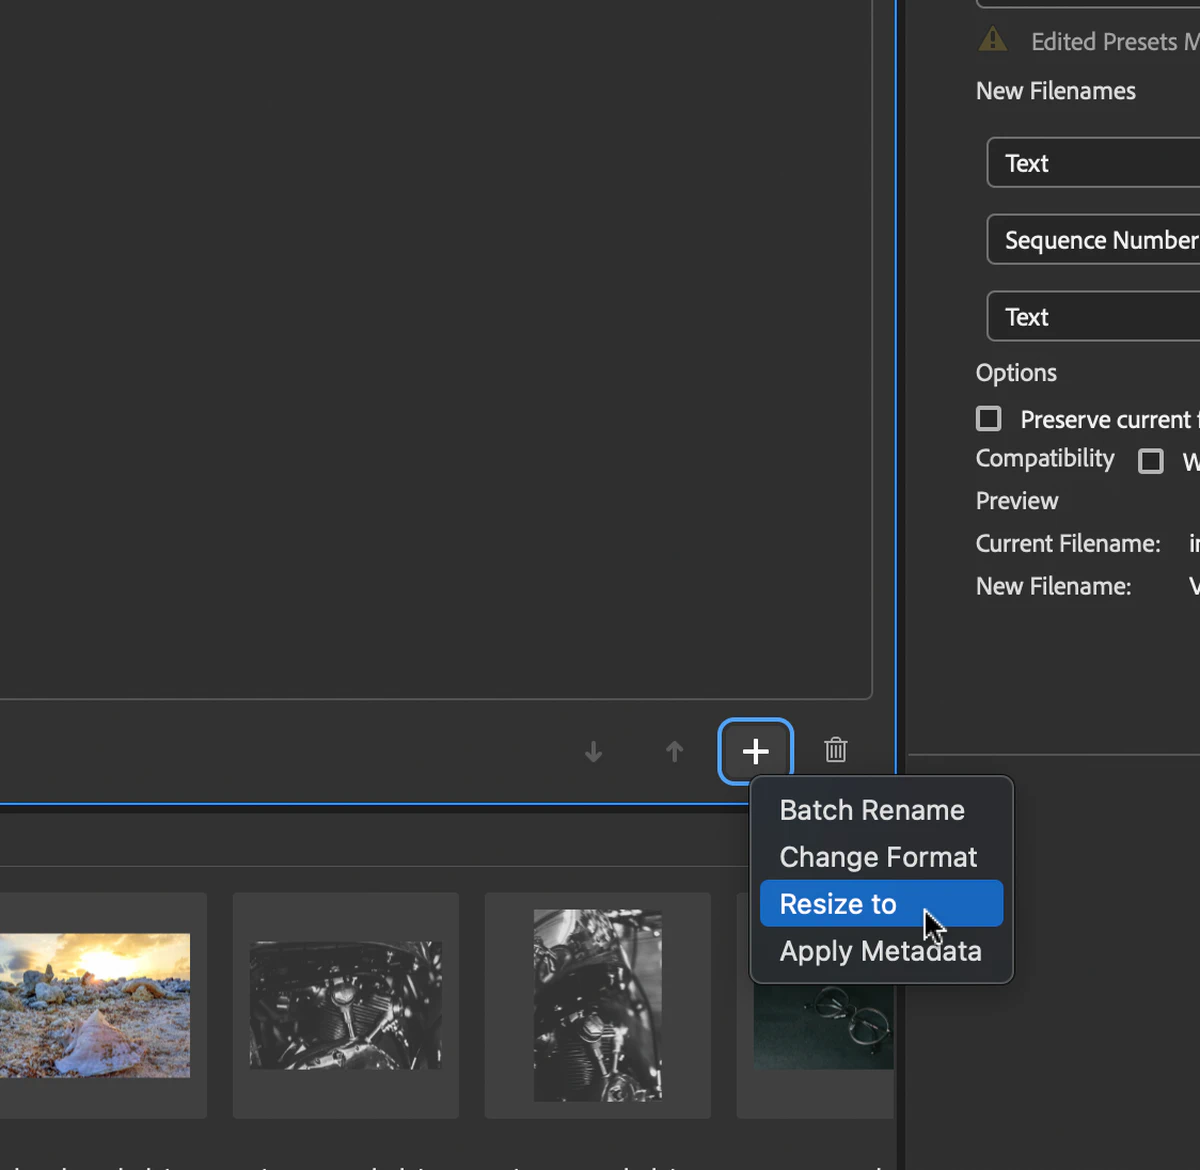 Edited Presets
New Filenames
Text
Sequence Number
Text
Options
Preserve current
Compatibility
Preview
Current Filename:
New Filename:
Batch Rename
Change Format
Resize to
Apply Metadata